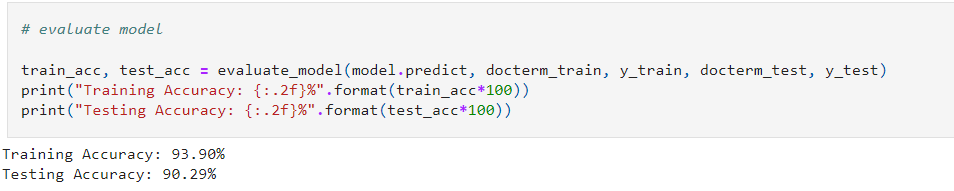 # evaluate model
train_acc, test_acc = evaluate_model(model.predict, docterm_train, y_train, docterm_test, y_test)
print("Training Accuracy: {:.2f}%".format(train_acc*100))
print("Testing Accuracy: {:.2f}%".format(test_acc*100))
Training Accuracy: 93.90%
Testing Accuracy: 90.29%